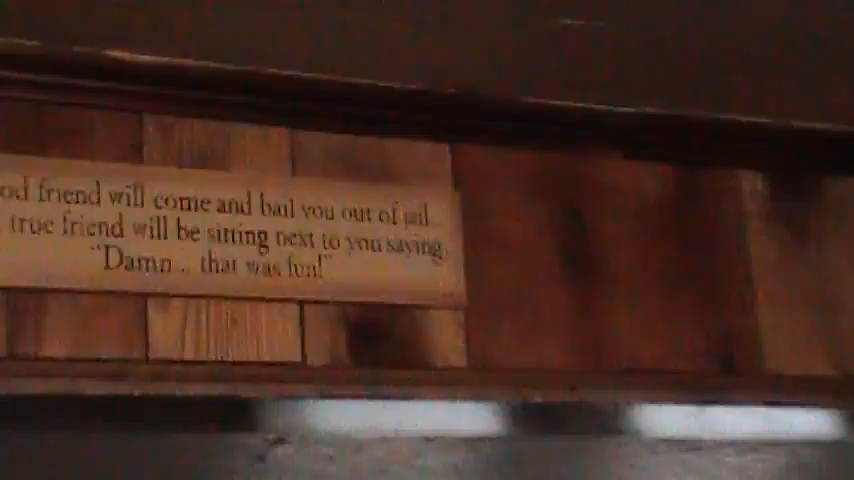 od friend will come and bail you out of jail...
true friend will be sitting next to you saying,
"Damn... that was fun!"